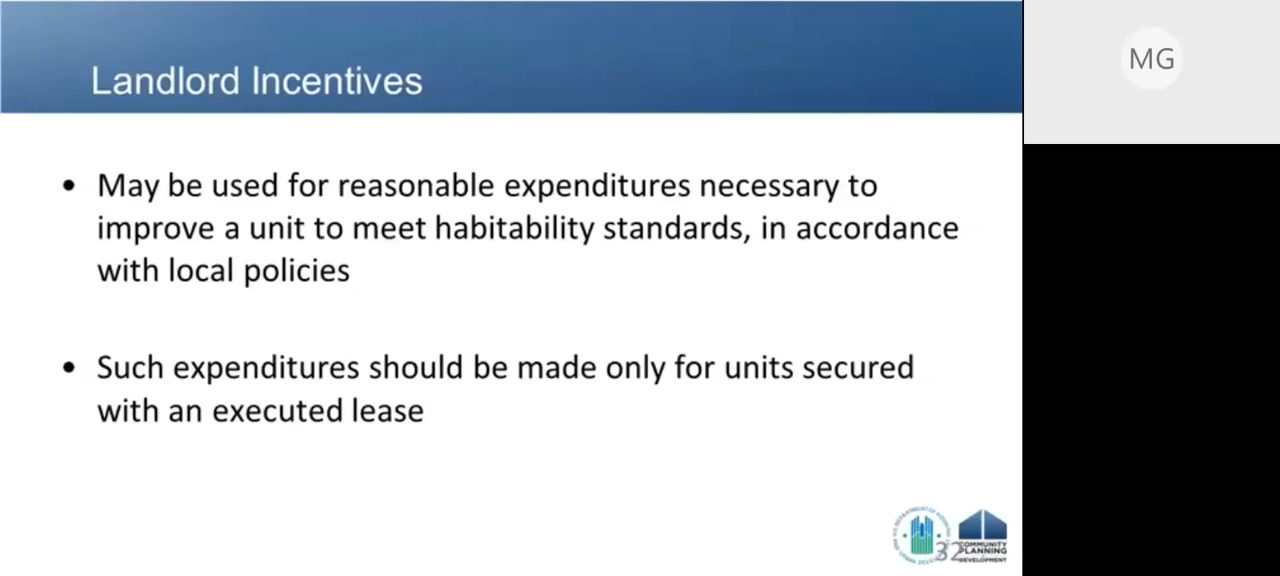 Landlord Incentives
MG
• May be used for reasonable expenditures necessary to
improve a unit to meet habitability standards, in accordance
with local policies
• Such expenditures should be made only for units secured
with an executed lease
32
COMMUNITY
PLANNING
DEVELOPMENT